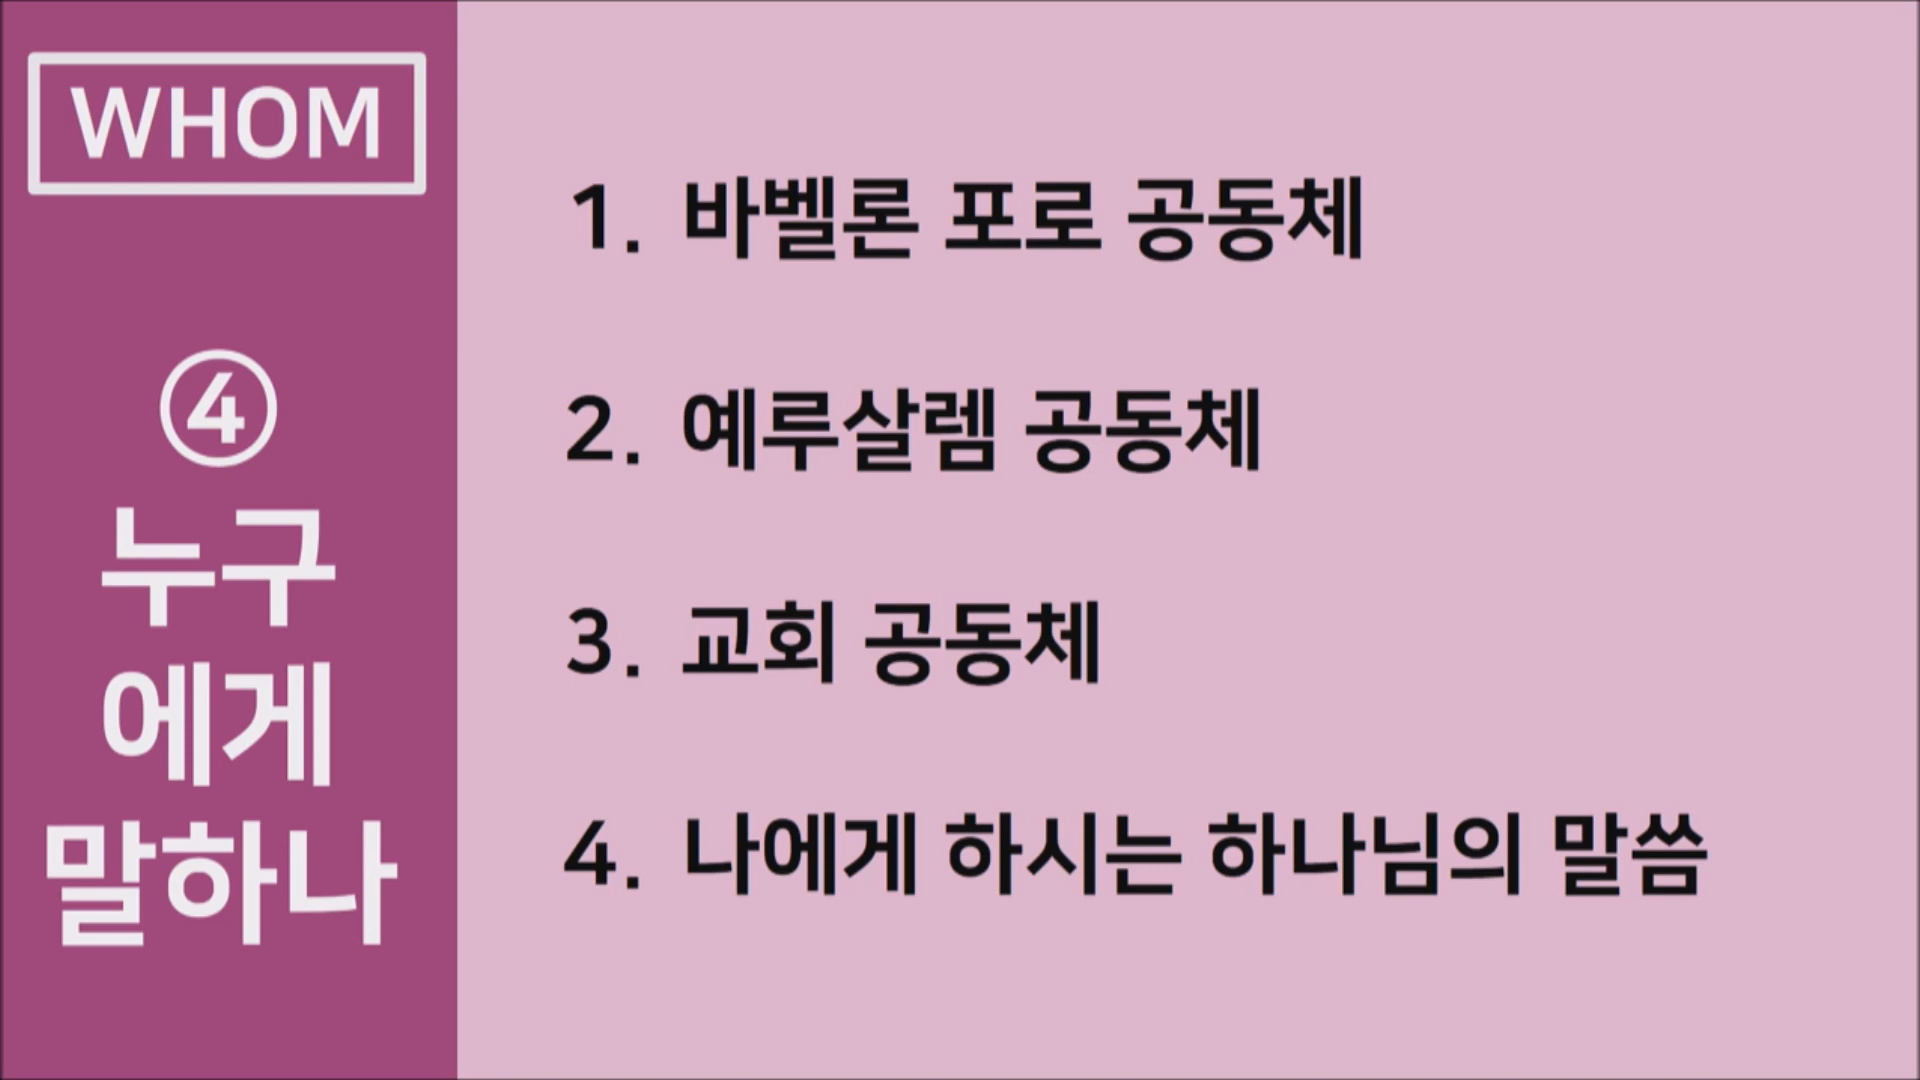 WHOM
④
누구
에게
말하나
1. 바벨론 포로 공동체
2. 예루살렘 공동체
3. 교회 공동체
4. 나에게 하시는 하나님의 말씀